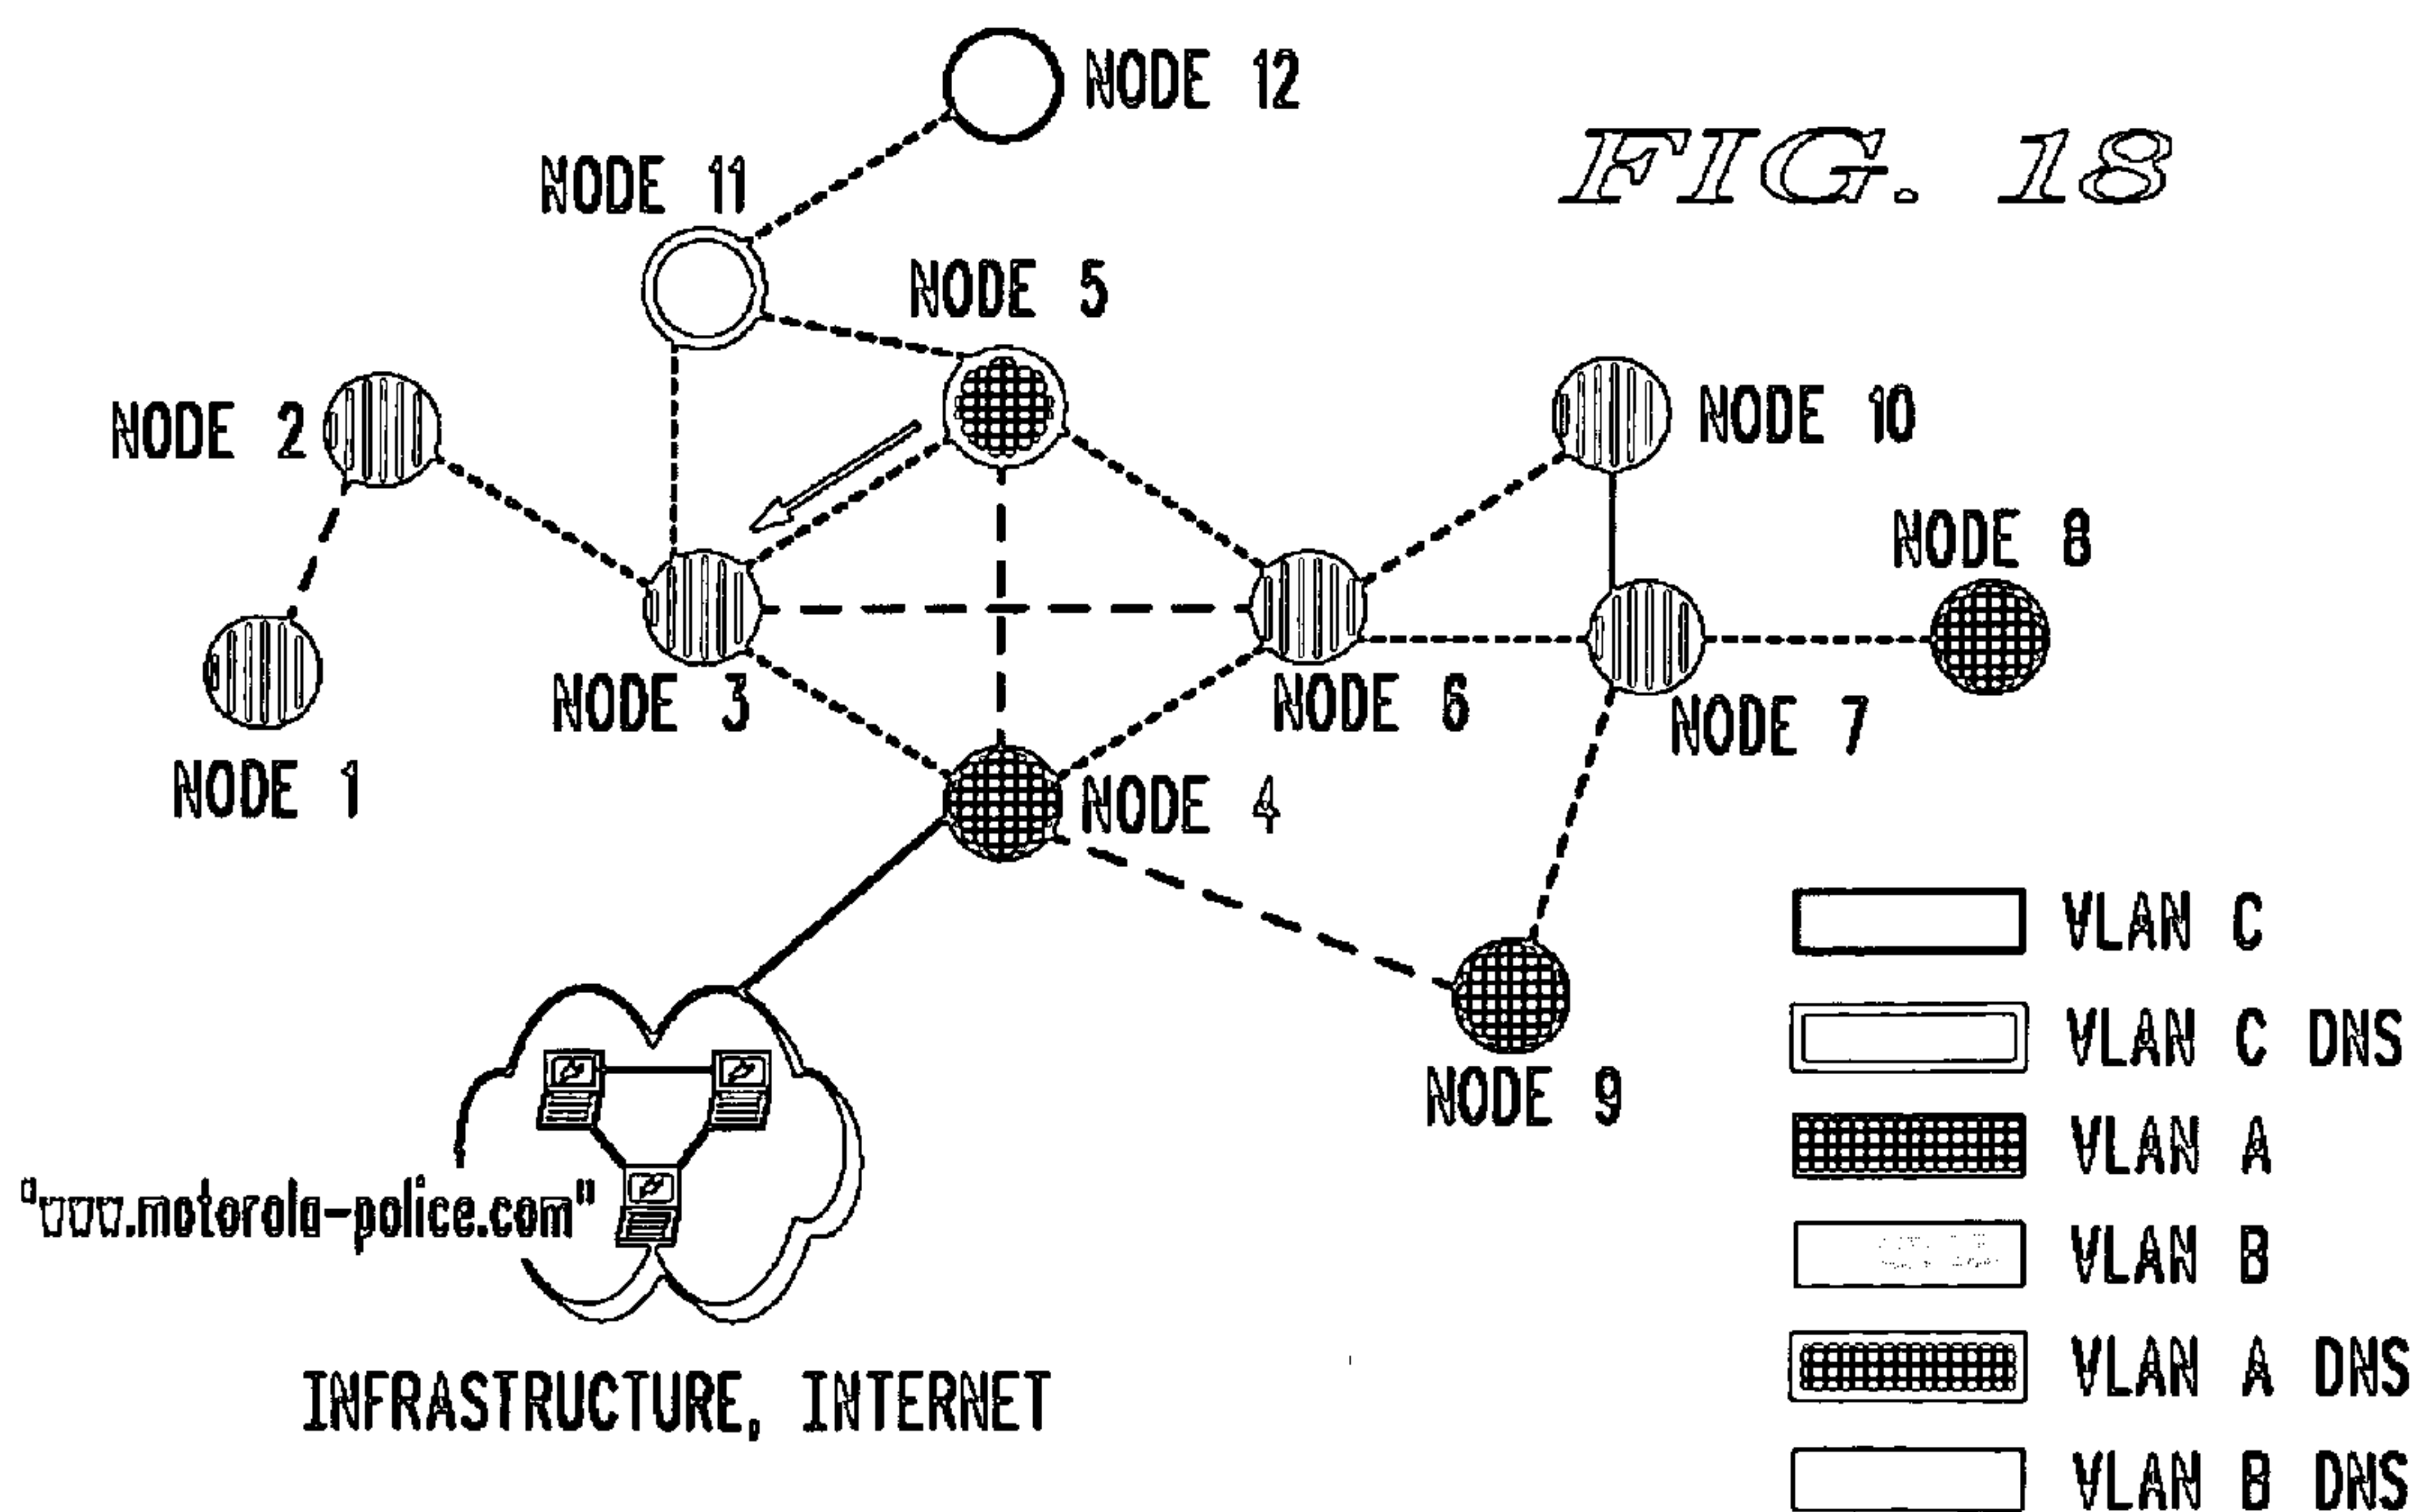 NODE 12
FIG. 18
NODE 11
NODE 5
NODE 2
NODE 10
NODE 8
NODE 3
NODE 6
NODE 7
NODE 1
NODE 4
NODE 9
"www.motorola-police.com"
INFRASTRUCTURE, INTERNET
VLAN C
VLAN C DNS
VLAN A
VLAN B
VLAN A DNS
VLAN B DNS